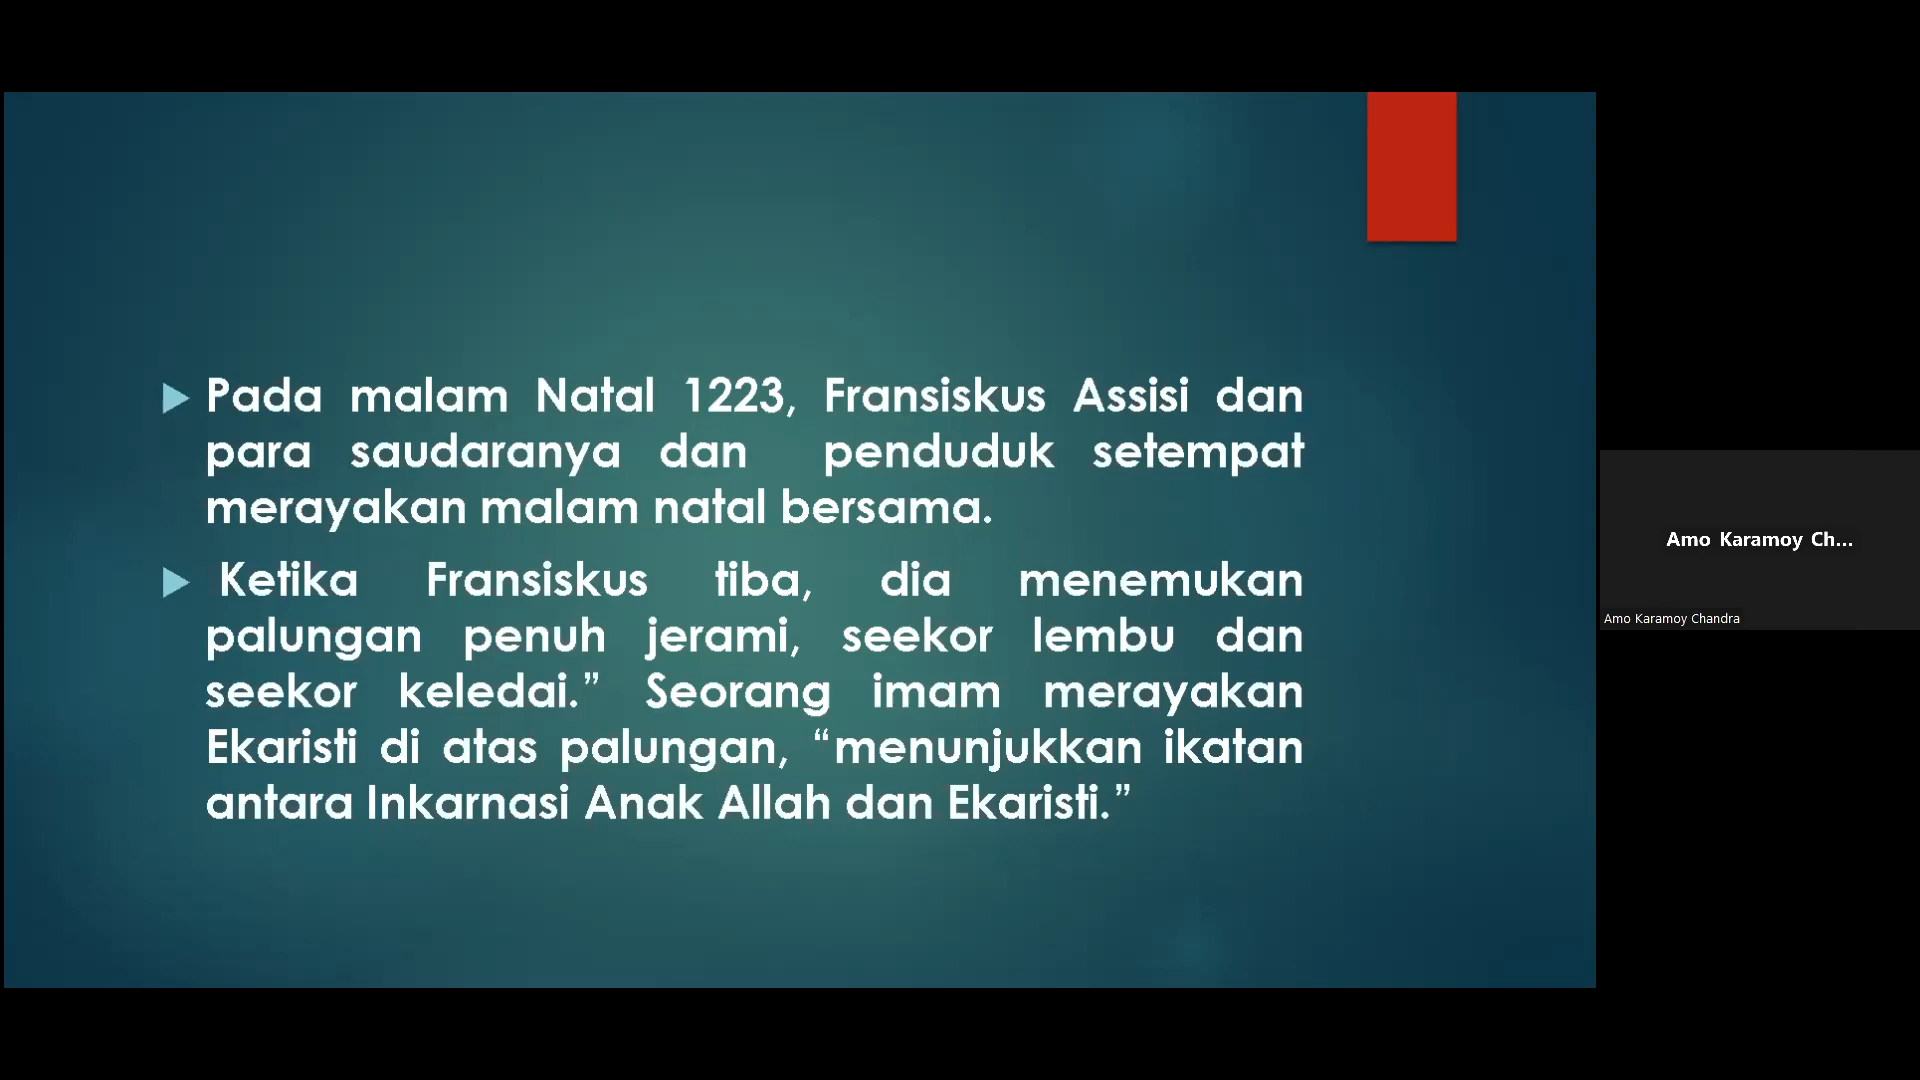 Pada malam Natal 1223, Fransiskus Assisi dan
para saudaranya dan penduduk setempat
merayakan malam natal bersama.
Ketika Fransiskus tiba, dia menemukan
palungan penuh jerami, seekor lembu dan
seekor keledai.” Seorang imam merayakan
Ekaristi di atas palungan, “menunjukkan ikatan
antara Inkarnasi Anak Allah dan Ekaristi.”
Amo Karamoy Ch...
Amo Karamoy Chandra